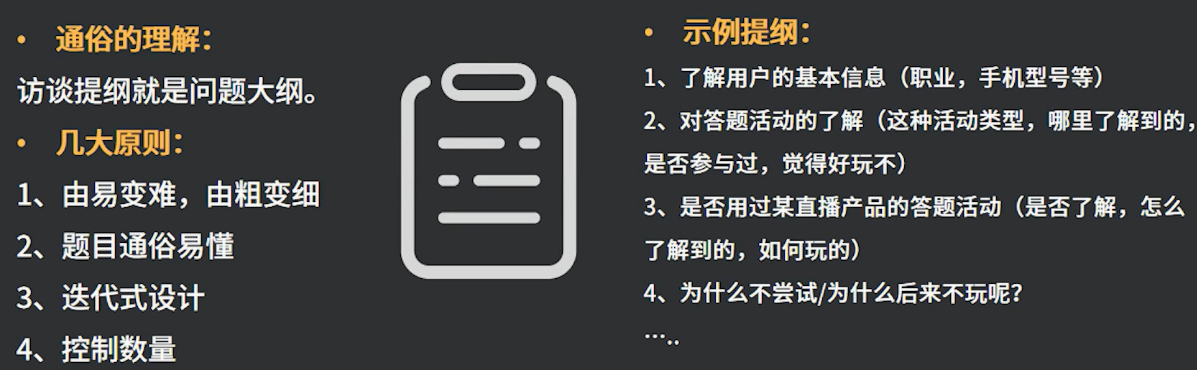 • 通俗的理解：
访谈提纲就是问题大纲。
• 几大原则：
1、由易变难，由粗变细
2、题目通俗易懂
3、迭代式设计
4、控制数量
• 示例提纲：
1、了解用户的基本信息（职业，手机型号等）
2、对答题活动的了解（这种活动类型，哪里了解到的，
是否参与过，觉得好玩不）
3、是否用过某直播产品的答题活动（是否了解，怎么
了解到的，如何玩的）
4、为什么不尝试/为什么后来不玩呢？
…..